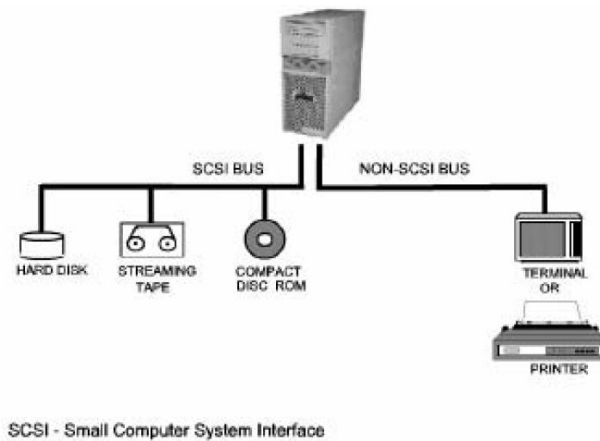 SCSI BUS
NON-SCSI BUS
HARD DISK
STREAMING
TAPE
COMPACT
DISC ROM
TERMINAL
OR
PRINTER
SCSI - Small Computer System Interface